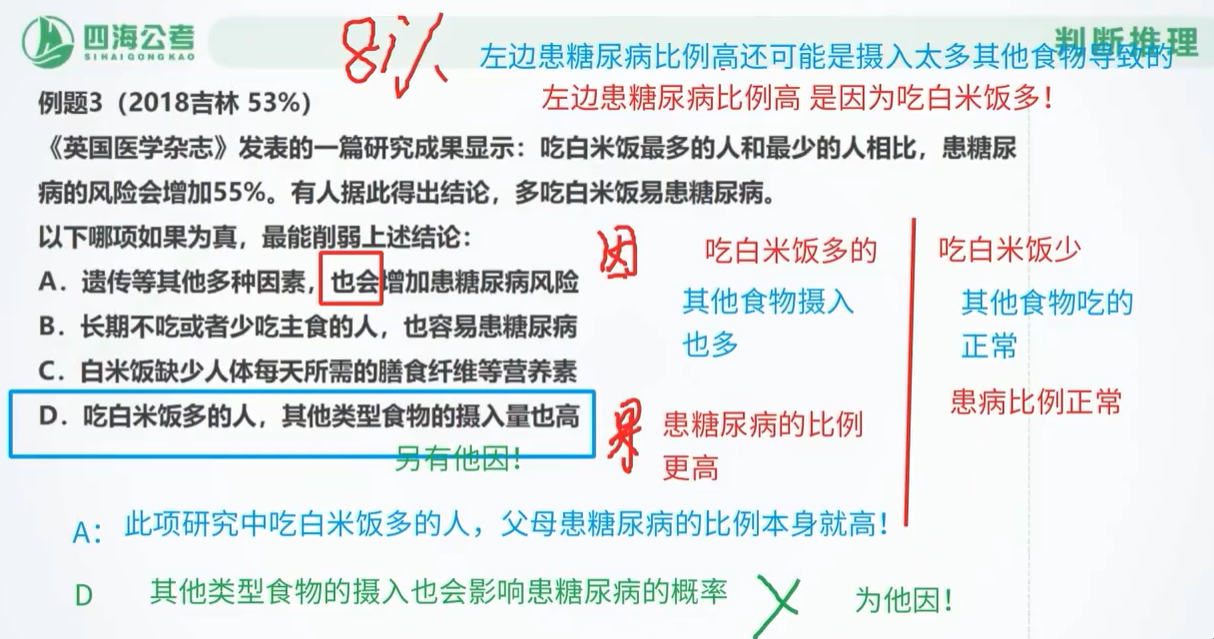 四海公考
SIHAIGONGKAO
判断推理
左边患糖尿病比例高还可能是摄入太多其他食物导致的
左边患糖尿病比例高 是因为吃白米饭多！
例题3（2018吉林 53%）
《英国医学杂志》发表的一篇研究成果显示：吃白米饭最多的人和最少的人相比，患糖尿
病的风险会增加55%。有人据此得出结论，多吃白米饭易患糖尿病。
以下哪项如果为真，最能削弱上述结论：
A．遗传等其他多种因素，也会增加患糖尿病风险
B．长期不吃或者少吃主食的人，也容易患糖尿病
C．白米饭缺少人体每天所需的膳食纤维等营养素
D．吃白米饭多的人，其他类型食物的摄入量也高
另有他因！
因
吃白米饭多的
吃白米饭少
其他食物摄入
也多
其他食物吃的
正常
果
患糖尿病的比例
更高
患病比例正常
A： 此项研究中吃白米饭多的人，父母患糖尿病的比例本身就高！
D 其他类型食物的摄入也会影响患糖尿病的概率
为他因！